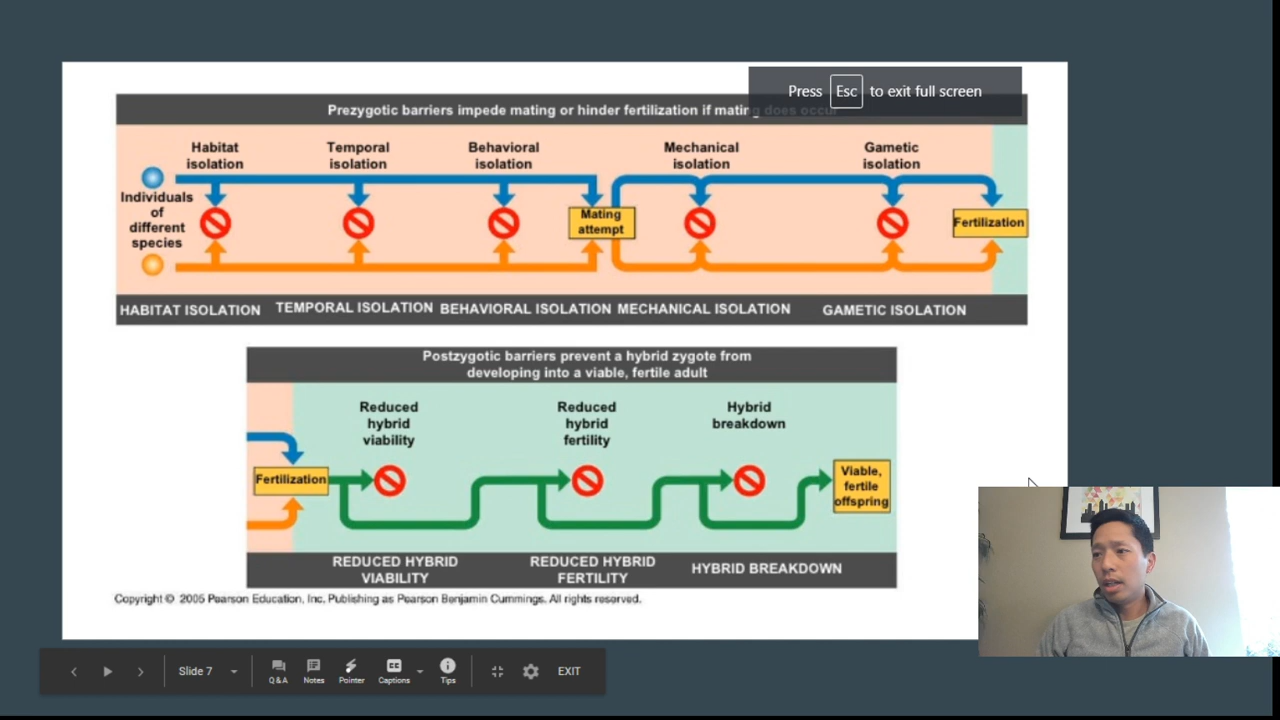 Press Esc to exit full screen
Prezygotic barriers impede mating or hinder fertilization if mating does occur
Habitat
isolation
Temporal
isolation
Behavioral
isolation
Mechanical
isolation
Gametic
isolation
Individuals
of
different
species
Mating
attempt
Fertilization
HABITAT ISOLATION
TEMPORAL ISOLATION
BEHAVIORAL ISOLATION
MECHANICAL ISOLATION
GAMETIC ISOLATION
Postzygotic barriers prevent a hybrid zygote from
developing into a viable, fertile adult
Reduced
hybrid
viability
Reduced
hybrid
fertility
Hybrid
breakdown
Fertilization
Viable,
fertile
offspring
REDUCED HYBRID
VIABILITY
REDUCED HYBRID
FERTILITY
HYBRID BREAKDOWN
Copyright © 2005 Pearson Education, Inc. Publishing as Pearson Benjamin Cummings. All rights reserved.
Slide 7
Q&A
Notes
Pointer
CC
Captions
Tips
EXIT